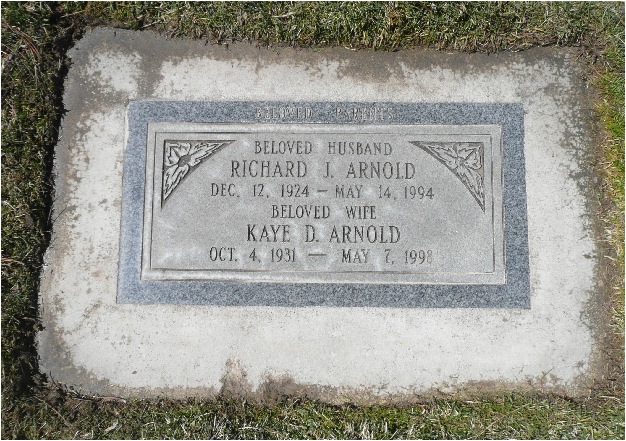 BELOVED PARENTS
BELOVED HUSBAND
RICHARD J. ARNOLD
DEC. 12, 1924 — MAY 14, 1994
BELOVED WIFE
KAYE D. ARNOLD
OCT. 4, 1931 — MAY 7, 1998